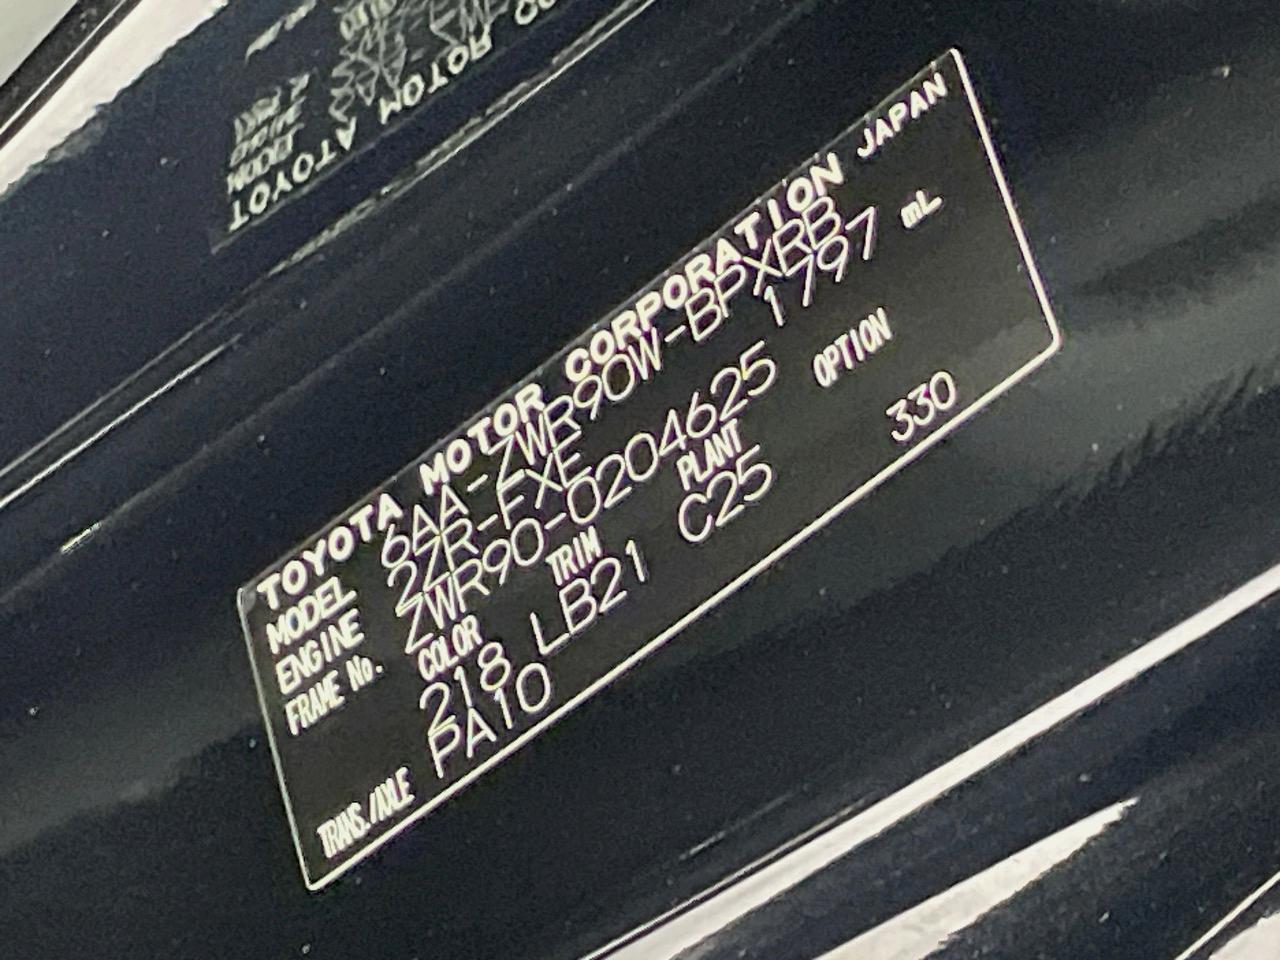 TOYOTA MOTOR CORPORATION JAPAN
MODEL 6AA-ZWR90W-BPXRB
ENGINE 2ZR-FXE 1797 mL
FRAME No. ZWR90-0204625
COLOR TRIM PLANT OPTION
218 LB21 C25 330
TRANS./AXLE PA10